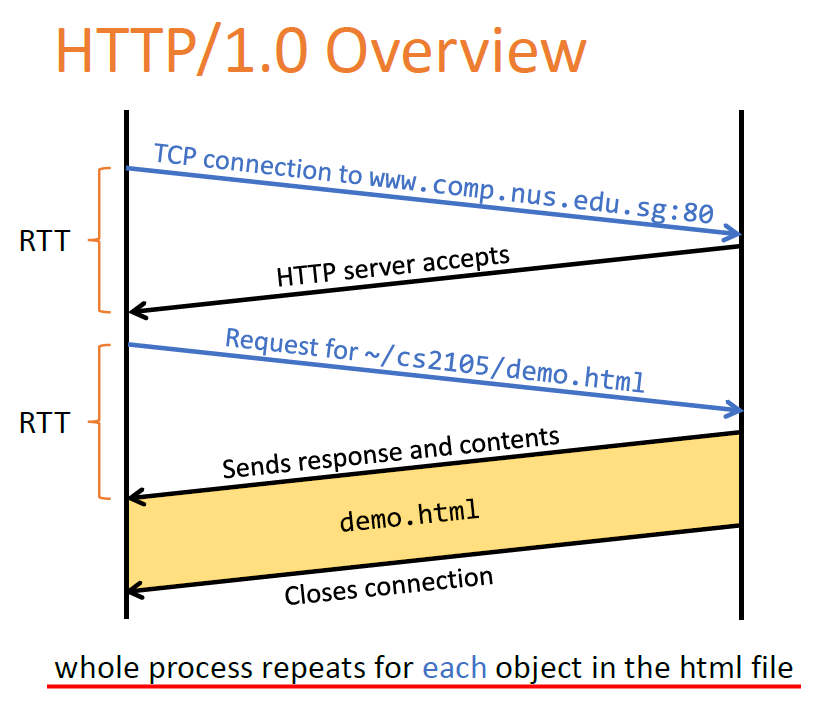 HTTP/1.0 Overview
TCP connection to www.comp.nus.edu.sg:80
RTT
HTTP server accepts
Request for ~/cs2105/demo.html
RTT
Sends response and contents
demo.html
Closes connection
whole process repeats for each object in the html file